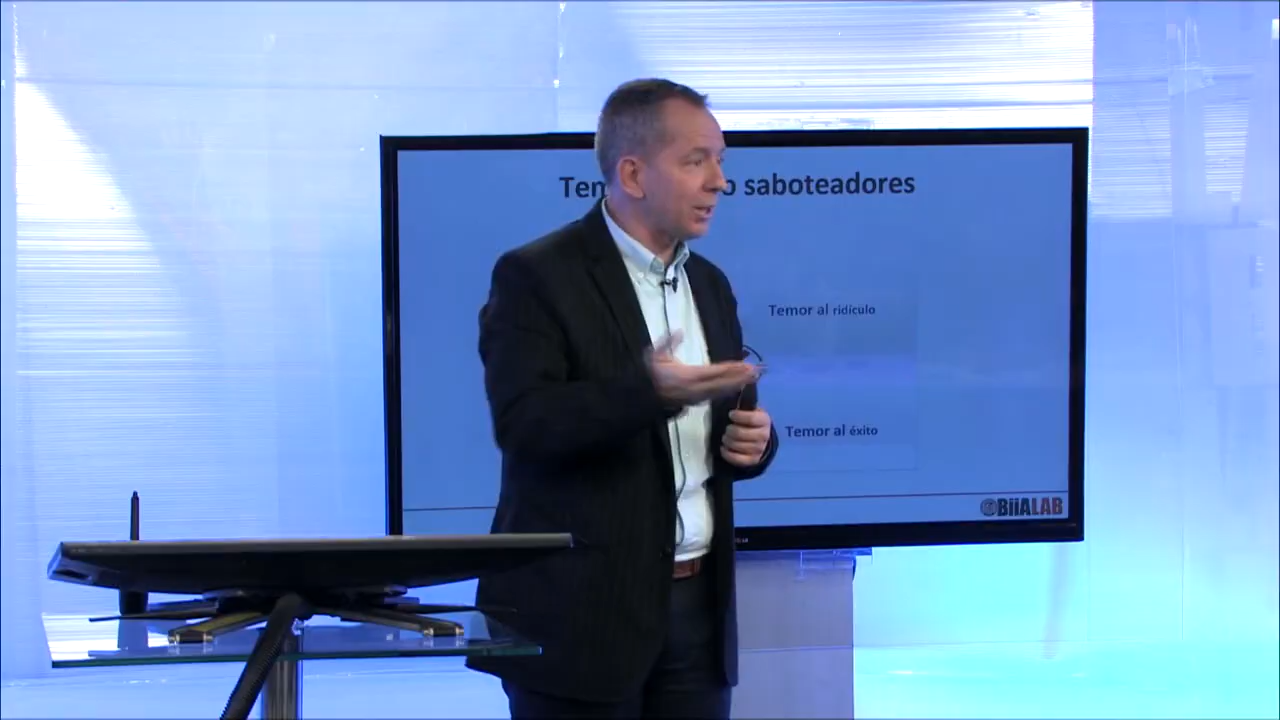 Tem o saboteadores
Temor al ridículo
Temor al éxito
@BiiALAB